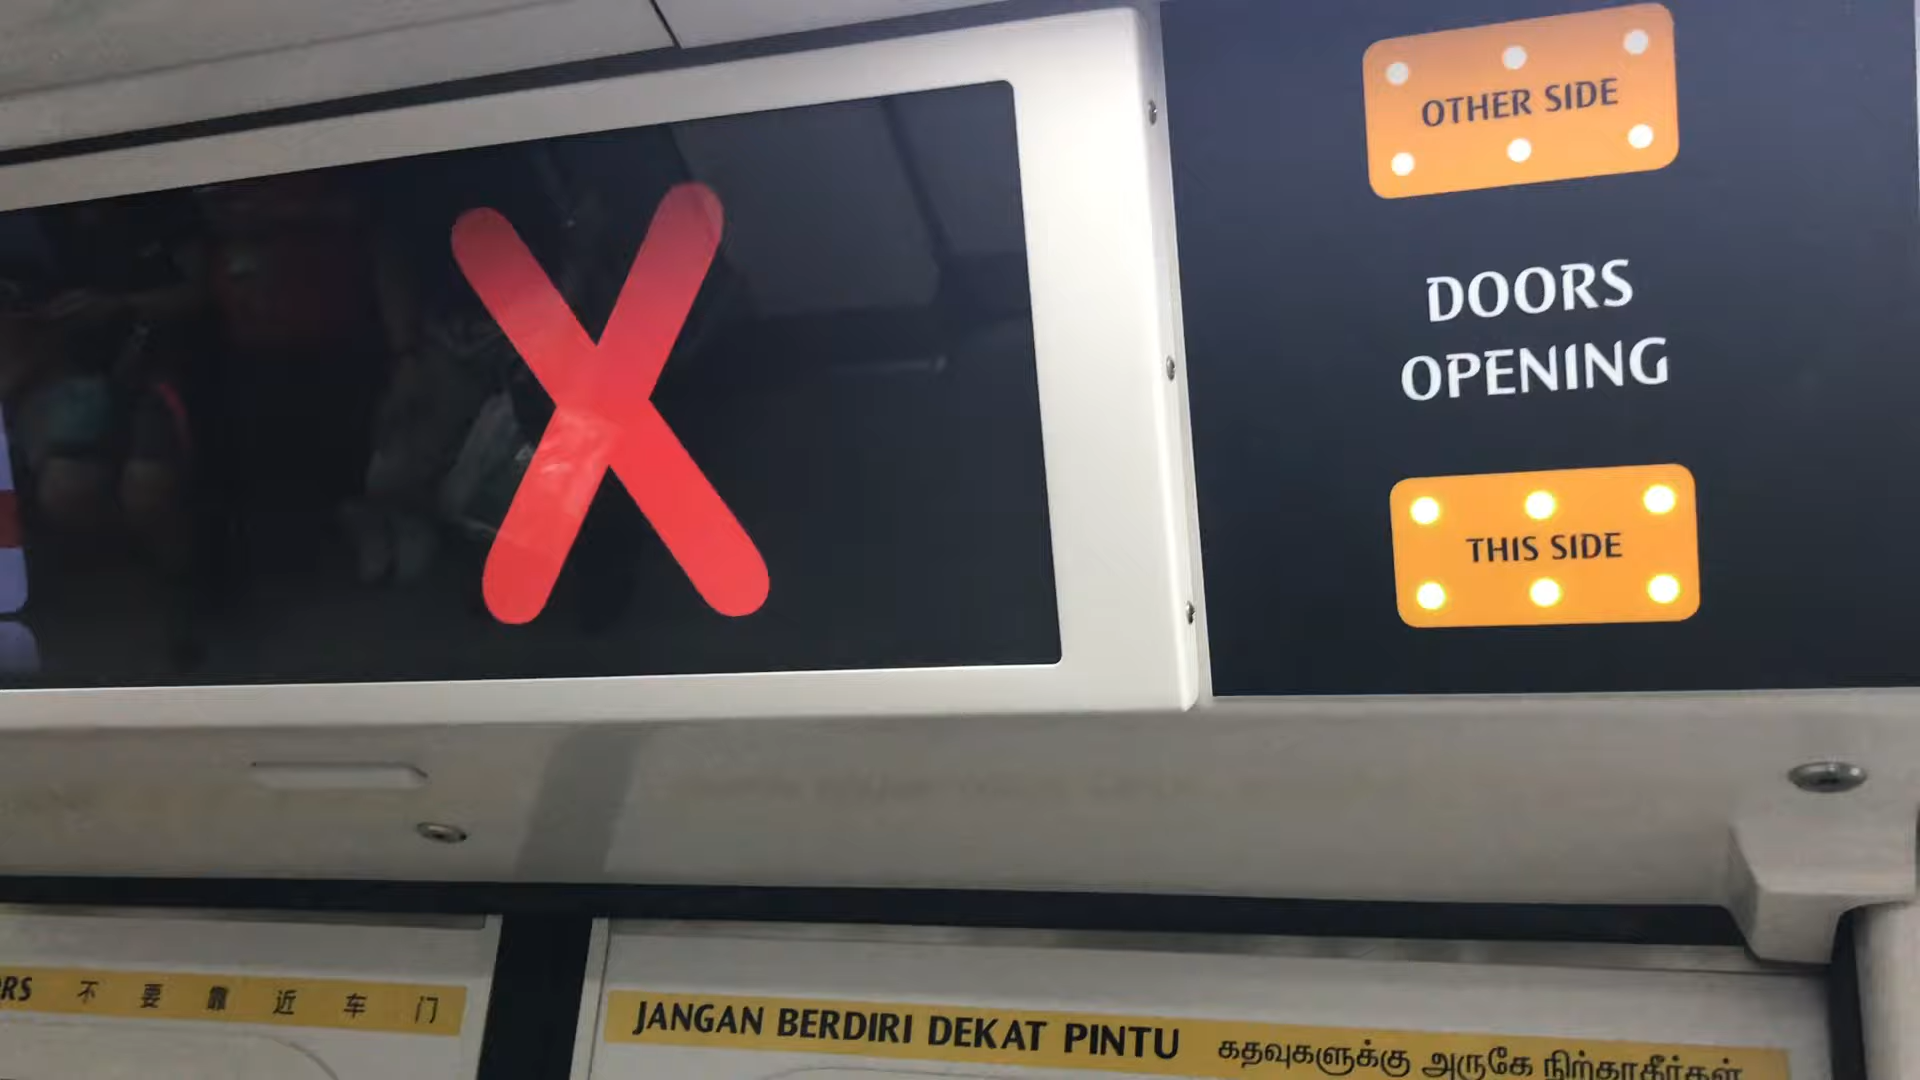 OTHER SIDE
DOORS
OPENING
THIS SIDE
不要靠近车门
JANGAN BERDIRI DEKAT PINTU கதவுகளுக்கு அருகே நிற்காதீர்கள்